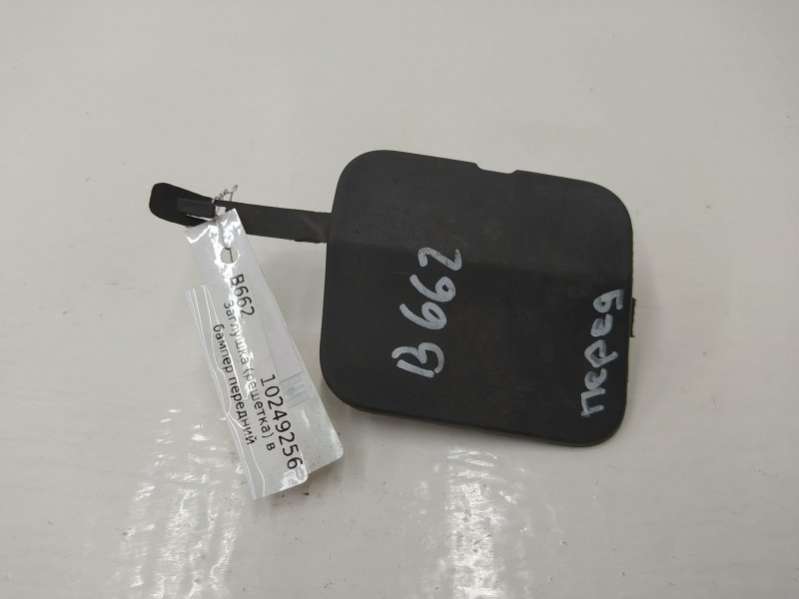 B662
10249256
Заглушка (решетка) в
бампер передний
B662
перед